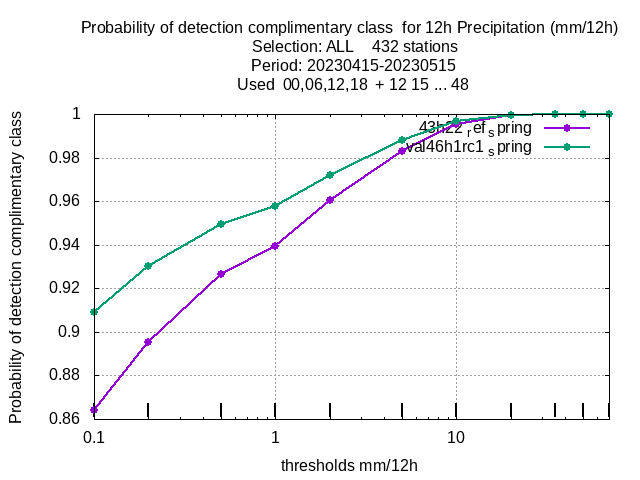 Probability of detection complimentary class  for 12h Precipitation (mm/12h)
Selection: ALL    432 stations
Period: 20230415-20230515
Used  00,06,12,18  + 12 15 ... 48
Probability of detection complimentary class
1
0.98
0.96
0.94
0.92
0.9
0.88
0.86
43h22refspring
val46h1rc1spring
0.1
1
10
thresholds mm/12h